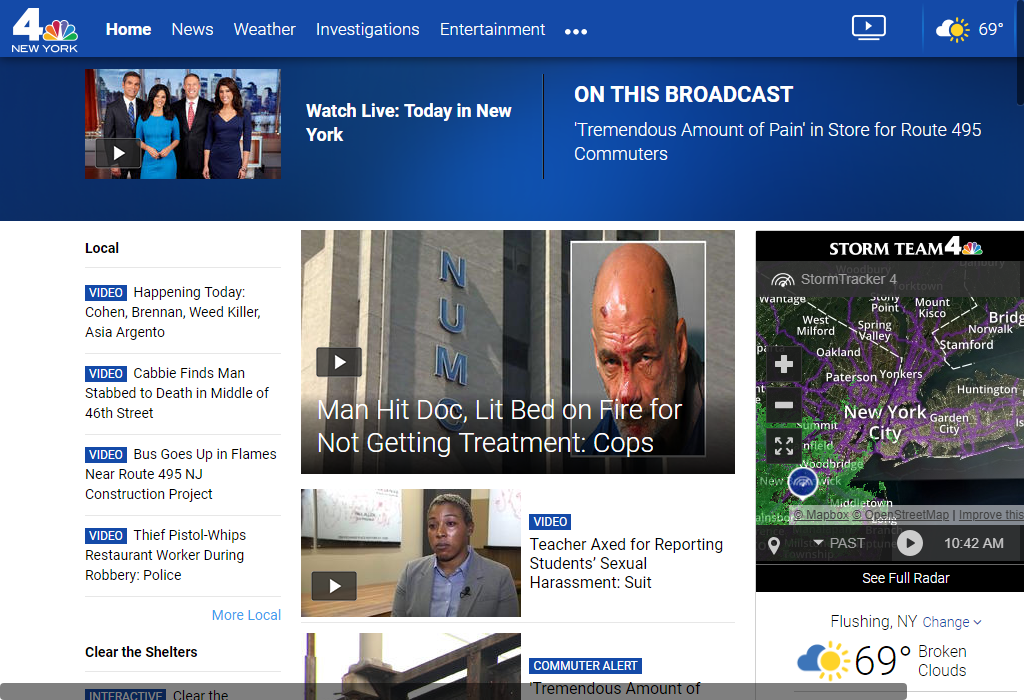 4
NEW YORK
Home News Weather Investigations Entertainment
69°
Watch Live: Today in New
York
ON THIS BROADCAST
'Tremendous Amount of Pain' in Store for Route 495
Commuters
Local
VIDEO Happening Today:
Cohen, Brennan, Weed Killer,
Asia Argento
VIDEO Cabbie Finds Man
Stabbed to Death in Middle of
46th Street
VIDEO Bus Goes Up in Flames
Near Route 495 NJ
Construction Project
VIDEO Thief Pistol-Whips
Restaurant Worker During
Robbery: Police
More Local
Clear the Shelters
INTERACTIVE Clear the
NUMC
Man Hit Doc, Lit Bed on Fire for
Not Getting Treatment: Cops
VIDEO
Teacher Axed for Reporting
Students' Sexual
Harassment: Suit
COMMUTER ALERT
'Tremendous Amount of
STORM TEAM 4
StormTracker 4
Woodbury
Danbury
Yorktown
Wantage
Stony
Point
Mount
Kisco
West
Milford
Spring
Valley
Norwalk
Stamford
Oakland
Paterson
Yonkers
Huntington
New York
City
Garden
City
Summit
Woodbridge
Middletown
© Mapbox © OpenStreetMap | Improve this
PAST
10:42 AM
See Full Radar
Flushing, NY Change
69° Broken
Clouds